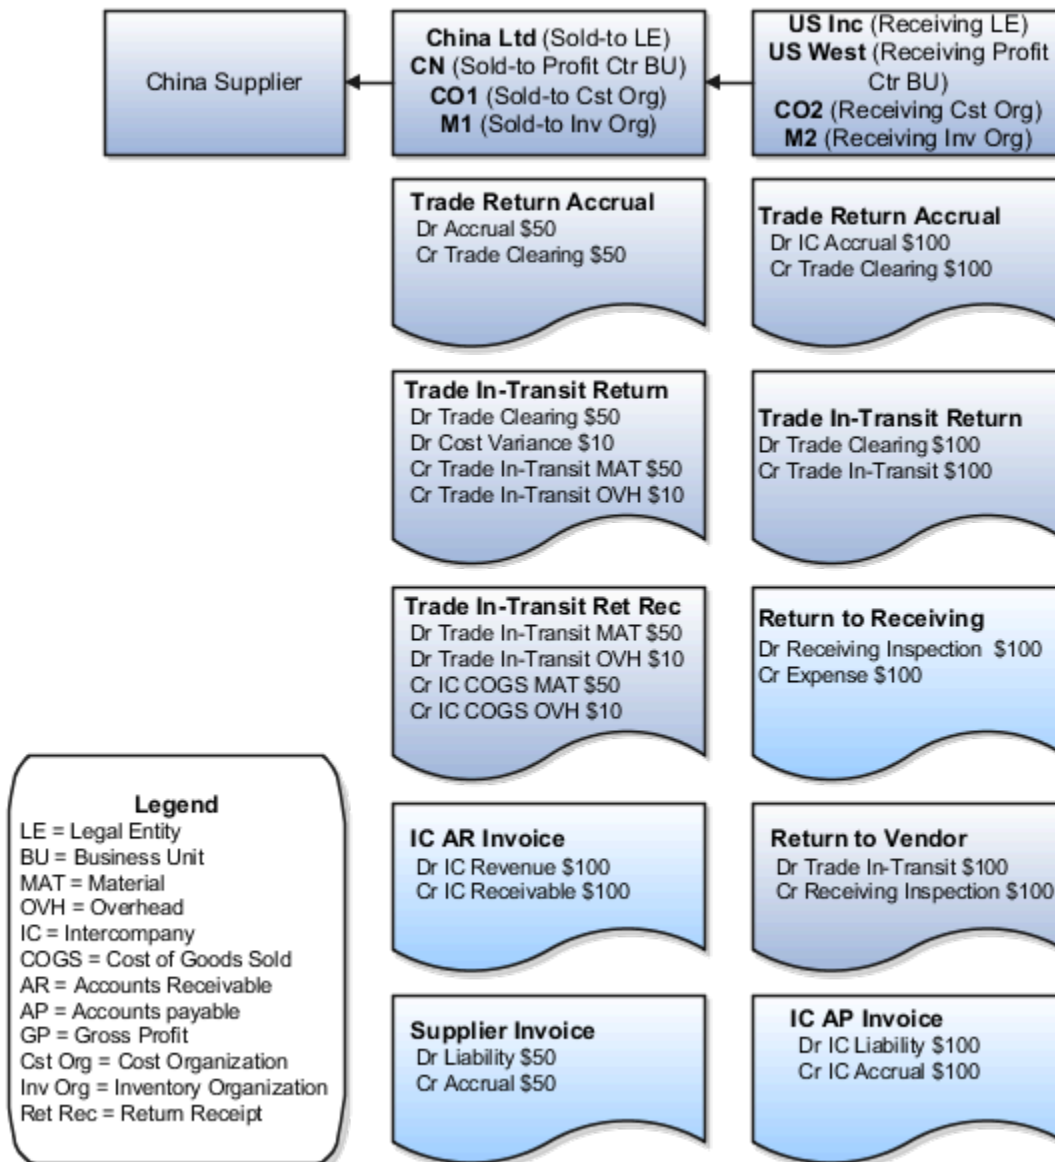 China Supplier
China Ltd (Sold-to LE)
CN (Sold-to Profit Ctr BU)
CO1 (Sold-to Cst Org)
M1 (Sold-to Inv Org)
US Inc (Receiving LE)
US West (Receiving Profit
Ctr BU)
CO2 (Receiving Cst Org)
M2 (Receiving Inv Org)
Trade Return Accrual
Dr Accrual $50
Cr Trade Clearing $50
Trade Return Accrual
Dr IC Accrual $100
Cr Trade Clearing $100
Trade In-Transit Return
Dr Trade Clearing $50
Dr Cost Variance $10
Cr Trade In-Transit MAT $50
Cr Trade In-Transit OVH $10
Trade In-Transit Return
Dr Trade Clearing $100
Cr Trade In-Transit $100
Trade In-Transit Ret Rec
Dr Trade In-Transit MAT $50
Dr Trade In-Transit OVH $10
Cr IC COGS MAT $50
Cr IC COGS OVH $10
Return to Receiving
Dr Receiving Inspection $100
Cr Expense $100
IC AR Invoice
Dr IC Revenue $100
Cr IC Receivable $100
Return to Vendor
Dr Trade In-Transit $100
Cr Receiving Inspection $100
Supplier Invoice
Dr Liability $50
Cr Accrual $50
IC AP Invoice
Dr IC Liability $100
Cr IC Accrual $100
Legend
LE = Legal Entity
BU = Business Unit
MAT = Material
OVH = Overhead
IC = Intercompany
COGS = Cost of Goods Sold
AR = Accounts Receivable
AP = Accounts payable
GP = Gross Profit
Cst Org = Cost Organization
Inv Org = Inventory Organization
Ret Rec = Return Receipt